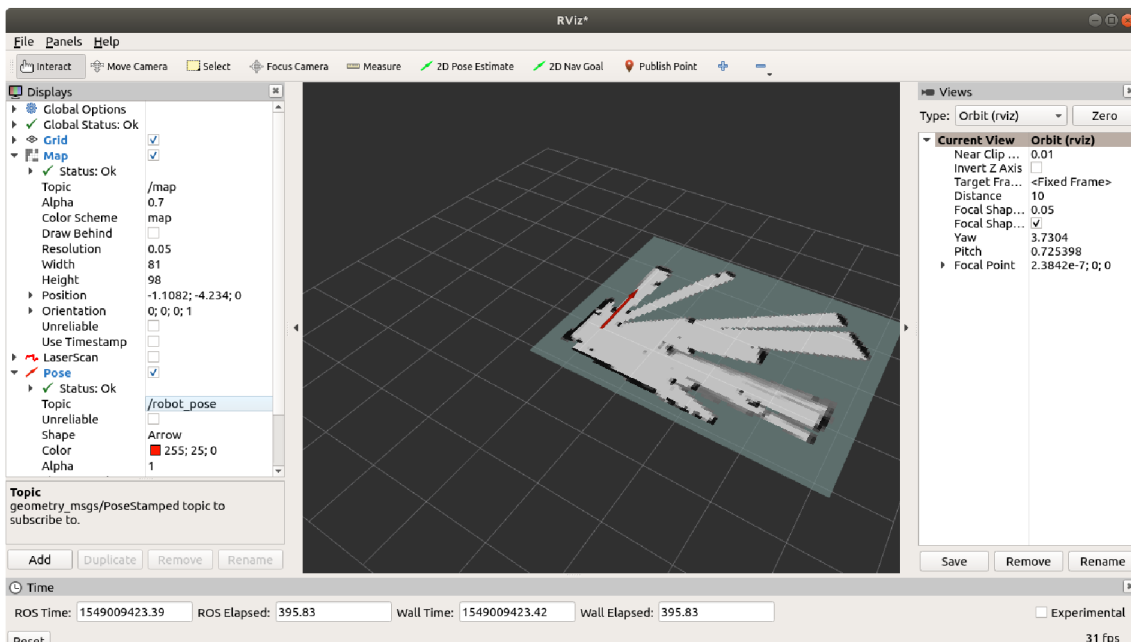 RViz*
File Panels Help
Interact Move Camera Select Focus Camera Measure 2D Pose Estimate 2D Nav Goal Publish Point
Displays
Global Options
Global Status: Ok
Grid
Map
Status: Ok
Topic /map
Alpha 0.7
Color Scheme map
Draw Behind
Resolution 0.05
Width 81
Height 98
Position -1.1082; -4.234; 0
Orientation 0; 0; 0; 1
Unreliable
Use Timestamp
LaserScan
Pose
Status: Ok
Topic /robot_pose
Unreliable
Shape Arrow
Color 255; 25; 0
Alpha 1
Topic
geometry_msgs/PoseStamped topic to
subscribe to.
Add Duplicate Remove Rename
Views
Type: Orbit (rviz) Zero
Current View Orbit (rviz)
Near Clip ... 0.01
Invert Z Axis
Target Fra... <Fixed Frame>
Distance 10
Focal Shap... 0.05
Focal Shap...
Yaw 3.7304
Pitch 0.725398
Focal Point 2.3842e-7; 0; 0
Save Remove Rename
Time
ROS Time: 1549009423.39 ROS Elapsed: 395.83 Wall Time: 1549009423.42 Wall Elapsed: 395.83 Experimental
Reset 31 fps